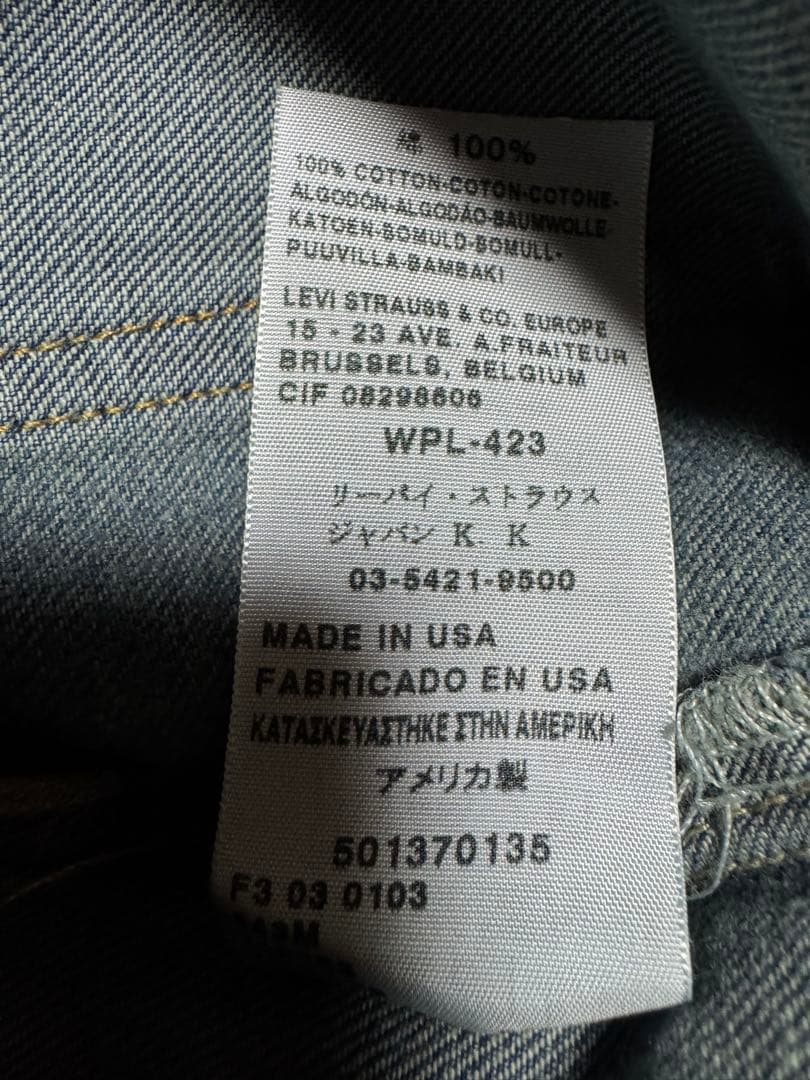 綿 100%
100% COTTON-COTON-COTONE-
ALGODÓN-ALGODÃO-BAUMWOLLE-
KATOEN-BOMULD-BOMULL-
PUUVILLA-BAMBAKI
LEVI STRAUSS & CO. EUROPE
15 - 23 AVE. A.FRAITEUR
BRUSSELS, BELGIUM
CIF 08298606
WPL-423
リーバイ・ストラウス
ジャパン K. K
03-5421-9500
MADE IN USA
FABRICADO EN USA
ΚΑΤΑΣΚΕΥΑΣΤΗΚΕ ΣΤΗΝ ΑΜΕΡΙΚΗ
アメリカ製
501370135
F3 03 0103